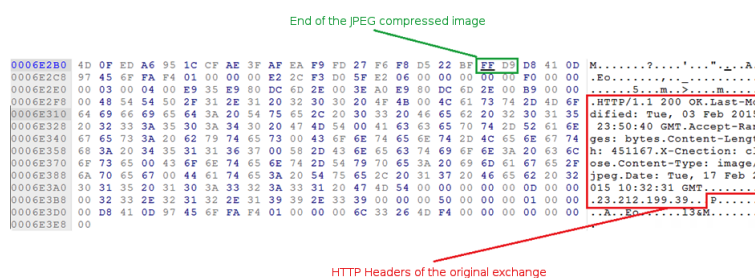 End of the JPEG compressed image
0006E2B0 4D 0F ED A6 95 1C CF AE 3F AF EA F9 FD 27 F6 F8 D5 22 BF FF D9 D8 41 0D M.......?....'..."....A.
0006E2C8 97 45 6F FA F4 01 00 00 00 E2 2C F3 D0 5F E2 06 00 00 00 00 00 F0 00 00 .Eo.......,.._..........
0006E2E0 00 03 00 04 00 E9 35 E9 80 DC 6D 2E 00 3E A0 E9 80 DC 6D 2E 00 B9 00 00 ......5...m..>....m.....
0006E2F8 00 48 54 54 50 2F 31 2E 31 20 32 30 30 20 4F 4B 00 4C 61 73 74 2D 4D 6F .HTTP/1.1 200 OK.Last-Mo
0006E310 64 69 66 69 65 64 3A 20 54 75 65 2C 20 30 33 20 46 65 62 20 32 30 31 35 dified: Tue, 03 Feb 2015
0006E328 20 32 33 3A 35 30 3A 34 30 20 47 4D 54 00 41 63 63 65 70 74 2D 52 61 6E 23:50:40 GMT.Accept-Ran
0006E340 67 65 73 3A 20 62 79 74 65 73 00 43 6F 6E 74 65 6E 74 2D 4C 65 6E 67 74 ges: bytes.Content-Lengt
0006E358 68 3A 20 34 35 31 31 36 37 00 58 2D 43 6E 65 63 74 69 6F 6E 3A 20 63 6C h: 451167.X-Cnection: cl
0006E370 6F 73 65 00 43 6F 6E 74 65 6E 74 2D 54 79 70 65 3A 20 69 6D 61 67 65 2F ose.Content-Type: image/
0006E388 6A 70 65 67 00 44 61 74 65 3A 20 54 75 65 2C 20 31 37 20 46 65 62 20 32 jpeg.Date: Tue, 17 Feb 2
0006E3A0 30 31 35 20 31 30 3A 33 32 3A 33 31 20 47 4D 54 00 00 00 00 0D 00 00 00 015 10:32:31 GMT........
0006E3B8 00 32 33 2E 32 31 32 2E 31 39 39 2E 33 39 00 00 00 50 00 00 00 01 00 00 .23.212.199.39...P......
0006E3D0 00 D8 41 0D 97 45 6F FA F4 01 00 00 00 6C 33 26 4D F4 00 00 00 00 00 00 ..A..Eo......l3&M.......
0006E3E8 00
HTTP Headers of the original exchange